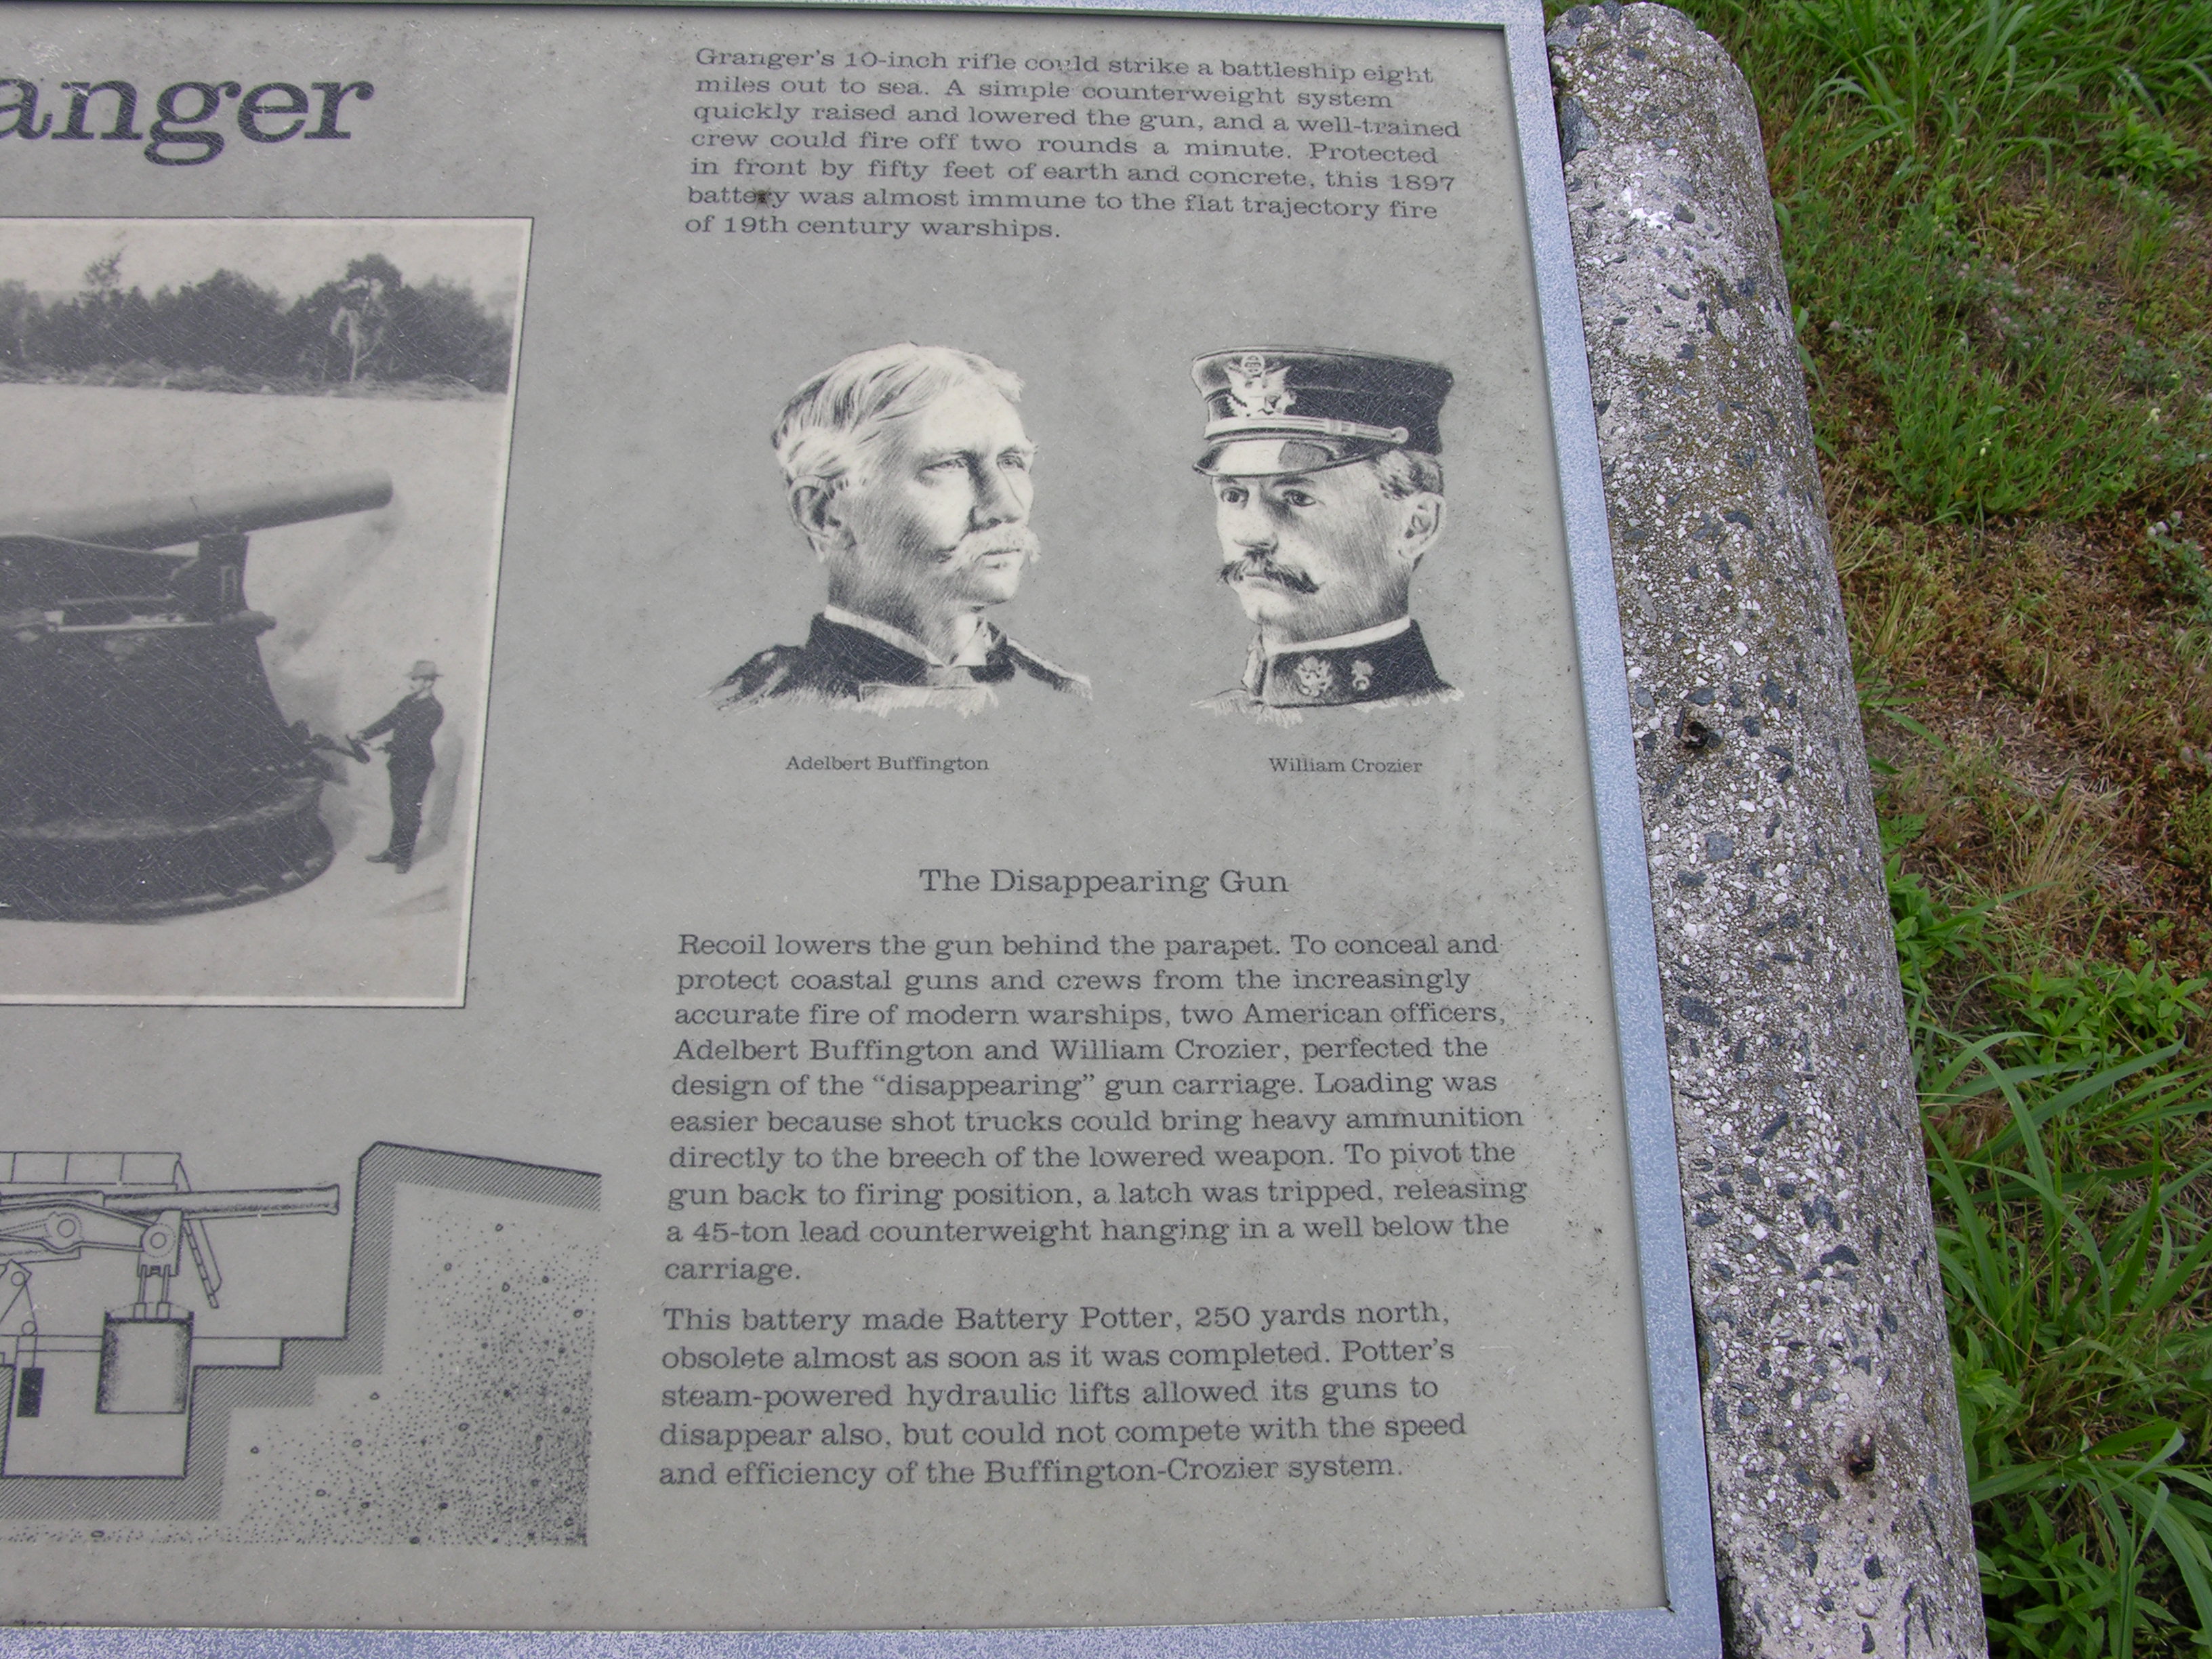 anger
Granger's 10-inch rifle could strike a battleship eight
miles out to sea. A simple counterweight system
quickly raised and lowered the gun, and a well-trained
crew could fire off two rounds a minute. Protected
in front by fifty feet of earth and concrete, this 1897
battery was almost immune to the flat trajectory fire
of 19th century warships.
Adelbert Buffington
William Crozier
The Disappearing Gun
Recoil lowers the gun behind the parapet. To conceal and
protect coastal guns and crews from the increasingly
accurate fire of modern warships, two American officers,
Adelbert Buffington and William Crozier, perfected the
design of the “disappearing” gun carriage. Loading was
easier because shot trucks could bring heavy ammunition
directly to the breech of the lowered weapon. To pivot the
gun back to firing position, a latch was tripped, releasing
a 45-ton lead counterweight hanging in a well below the
carriage.
This battery made Battery Potter, 250 yards north,
obsolete almost as soon as it was completed. Potter's
steam-powered hydraulic lifts allowed its guns to
disappear also, but could not compete with the speed
and efficiency of the Buffington-Crozier system.